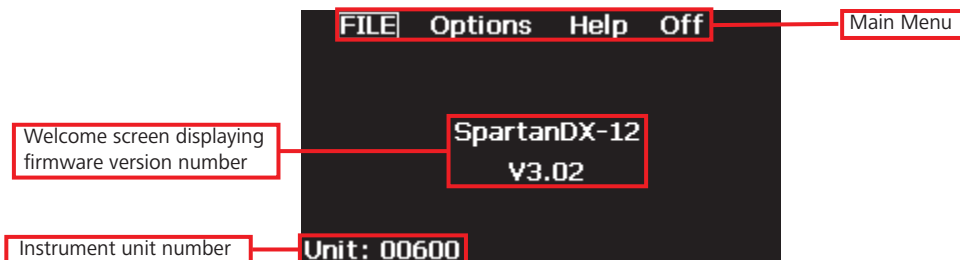 FILE Options Help Off
Main Menu
Welcome screen displaying
firmware version number
SpartanDX-12
V3.02
Instrument unit number
Unit: 00600